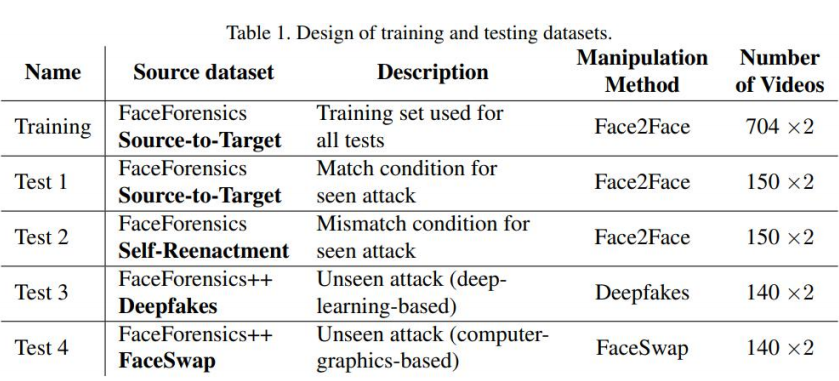 Table 1. Design of training and testing datasets.
Name Source dataset Description Manipulation Method Number of Videos
Training FaceForensics Source-to-Target Training set used for all tests Face2Face 704 ×2
Test 1 FaceForensics Source-to-Target Match condition for seen attack Face2Face 150 ×2
Test 2 FaceForensics Self-Reenactment Mismatch condition for seen attack Face2Face 150 ×2
Test 3 FaceForensics++ Deepfakes Unseen attack (deep-learning-based) Deepfakes 140 ×2
Test 4 FaceForensics++ FaceSwap Unseen attack (computer-graphics-based) FaceSwap 140 ×2